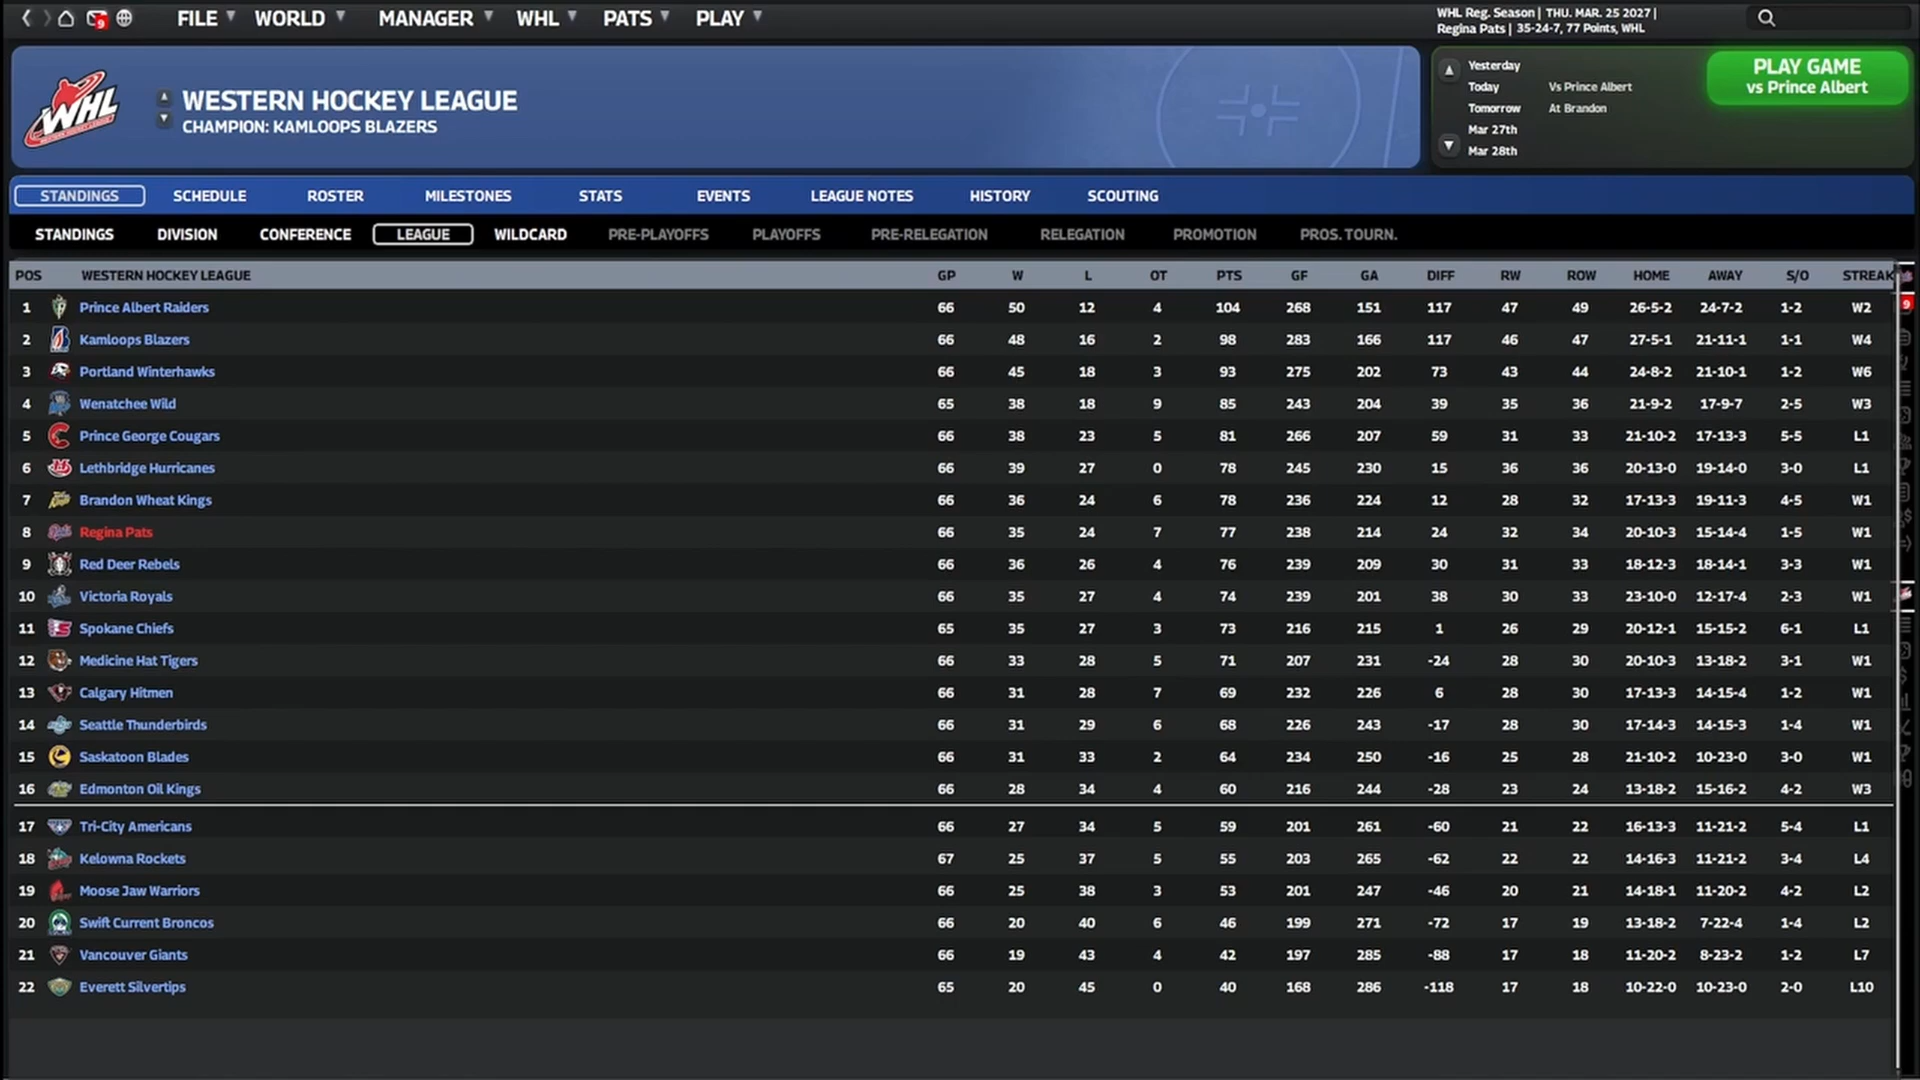 FILE WORLD MANAGER WHL PATS PLAY
WHL Reg. Season | THU. MAR. 25 2027 |
Regina Pats | 35-24-7, 77 Points, WHL
9
WHL
WESTERN HOCKEY LEAGUE
CHAMPION: KAMLOOPS BLAZERS
Yesterday
Today Vs Prince Albert
Tomorrow At Brandon
Mar 27th
Mar 28th
PLAY GAME
vs Prince Albert
STANDINGS SCHEDULE ROSTER MILESTONES STATS EVENTS LEAGUE NOTES HISTORY SCOUTING
STANDINGS DIVISION CONFERENCE LEAGUE WILDCARD PRE-PLAYOFFS PLAYOFFS PRE-RELEGATION RELEGATION PROMOTION PROS. TOURN.
POS WESTERN HOCKEY LEAGUE GP W L OT PTS GF GA DIFF RW ROW HOME AWAY S/O STREAK
1 Prince Albert Raiders 66 50 12 4 104 268 151 117 47 49 26-5-2 24-7-2 1-2 W2
9
2 Kamloops Blazers 66 48 16 2 98 283 166 117 46 47 27-5-1 21-11-1 1-1 W4
3 Portland Winterhawks 66 45 18 3 93 275 202 73 43 44 24-8-2 21-10-1 1-2 W6
4 Wenatchee Wild 65 38 18 9 85 243 204 39 35 36 21-9-2 17-9-7 2-5 W3
5 Prince George Cougars 66 38 23 5 81 266 207 59 31 33 21-10-2 17-13-3 5-5 L1
6 Lethbridge Hurricanes 66 39 27 0 78 245 230 15 36 36 20-13-0 19-14-0 3-0 L1
7 Brandon Wheat Kings 66 36 24 6 78 236 224 12 28 32 17-13-3 19-11-3 4-5 W1
8 Regina Pats 66 35 24 7 77 238 214 24 32 34 20-10-3 15-14-4 1-5 W1
9 Red Deer Rebels 66 36 26 4 76 239 209 30 31 33 18-12-3 18-14-1 3-3 W1
10 Victoria Royals 66 35 27 4 74 239 201 38 30 33 23-10-0 12-17-4 2-3 W1
11 Spokane Chiefs 65 35 27 3 73 216 215 1 26 29 20-12-1 15-15-2 6-1 L1
12 Medicine Hat Tigers 66 33 28 5 71 207 231 -24 28 30 20-10-3 13-18-2 3-1 W1
13 Calgary Hitmen 66 31 28 7 69 232 226 6 28 30 17-13-3 14-15-4 1-2 W1
14 Seattle Thunderbirds 66 31 29 6 68 226 243 -17 28 30 17-14-3 14-15-3 1-4 W1
15 Saskatoon Blades 66 31 33 2 64 234 250 -16 25 28 21-10-2 10-23-0 3-0 W1
16 Edmonton Oil Kings 66 28 34 4 60 216 244 -28 23 24 13-18-2 15-16-2 4-2 W3
17 Tri-City Americans 66 27 34 5 59 201 261 -60 21 22 16-13-3 11-21-2 5-4 L1
18 Kelowna Rockets 67 25 37 5 55 203 265 -62 22 22 14-16-3 11-21-2 3-4 L4
19 Moose Jaw Warriors 66 25 38 3 53 201 247 -46 20 21 14-18-1 11-20-2 4-2 L2
20 Swift Current Broncos 66 20 40 6 46 199 271 -72 17 19 13-18-2 7-22-4 1-4 L2
21 Vancouver Giants 66 19 43 4 42 197 285 -88 17 18 11-20-2 8-23-2 1-2 L7
22 Everett Silvertips 65 20 45 0 40 168 286 -118 17 18 10-22-0 10-23-0 2-0 L10